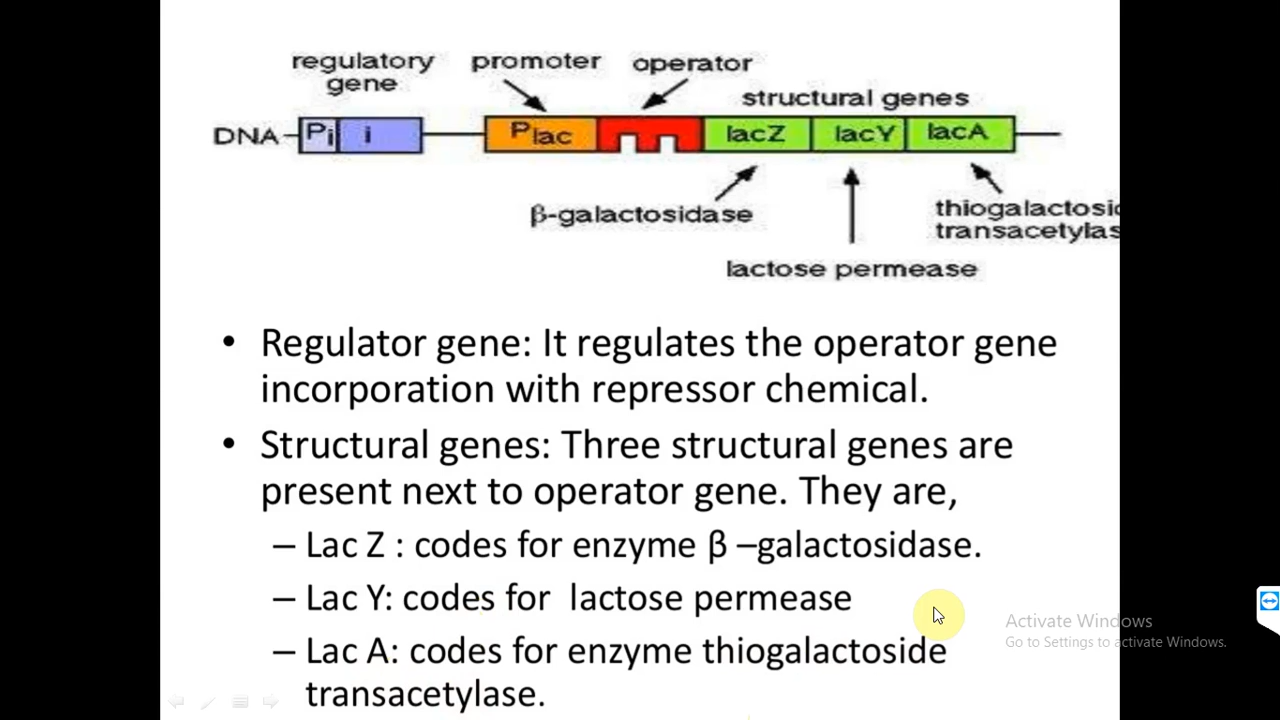 regulatory gene
promoter
operator
structural genes
DNA
Pi
i
Plac
lacZ
lacY
lacA
β-galactosidase
lactose permease
thiogalactosic
transacetylas
• Regulator gene: It regulates the operator gene
incorporation with repressor chemical.
• Structural genes: Three structural genes are
present next to operator gene. They are,
– Lac Z : codes for enzyme β –galactosidase.
– Lac Y: codes for lactose permease
– Lac A: codes for enzyme thiogalactoside
transacetylase.
Activate Windows
Go to Settings to activate Windows.